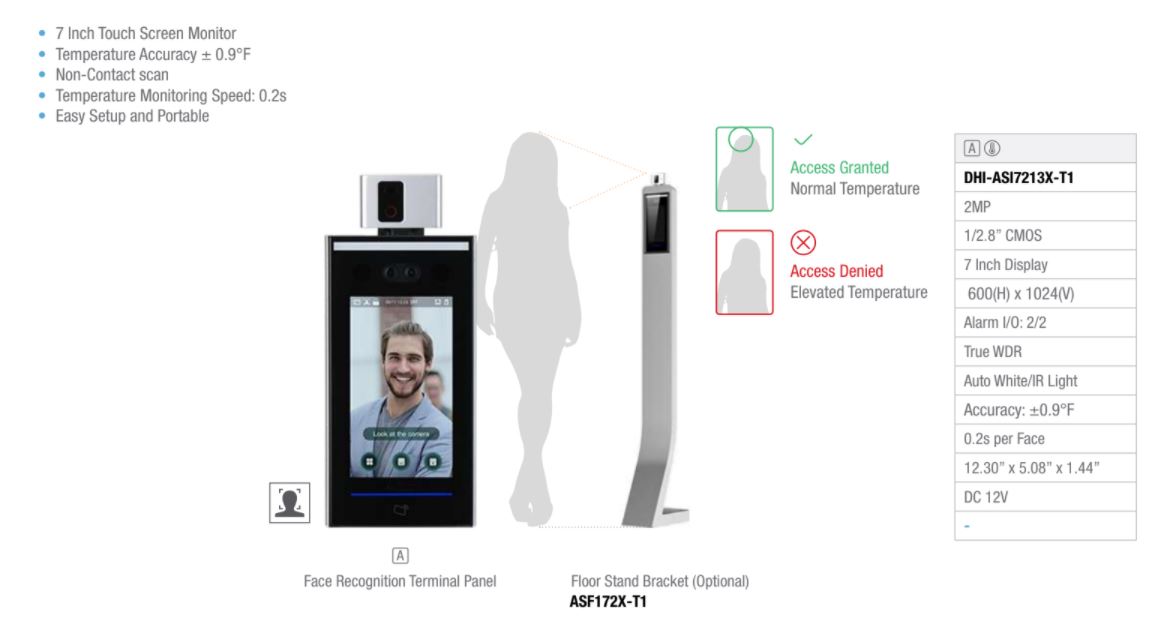 7 Inch Touch Screen Monitor
Temperature Accuracy ± 0.9°F
Non-Contact scan
Temperature Monitoring Speed: 0.2s
Easy Setup and Portable
Access Granted
Normal Temperature
Access Denied
Elevated Temperature
Look at the camera
A
Face Recognition Terminal Panel
Floor Stand Bracket (Optional)
ASF172X-T1
A
DHI-ASI7213X-T1
2MP
1/2.8” CMOS
7 Inch Display
600(H) x 1024(V)
Alarm I/O: 2/2
True WDR
Auto White/IR Light
Accuracy: ±0.9°F
0.2s per Face
12.30” x 5.08” x 1.44”
DC 12V
-